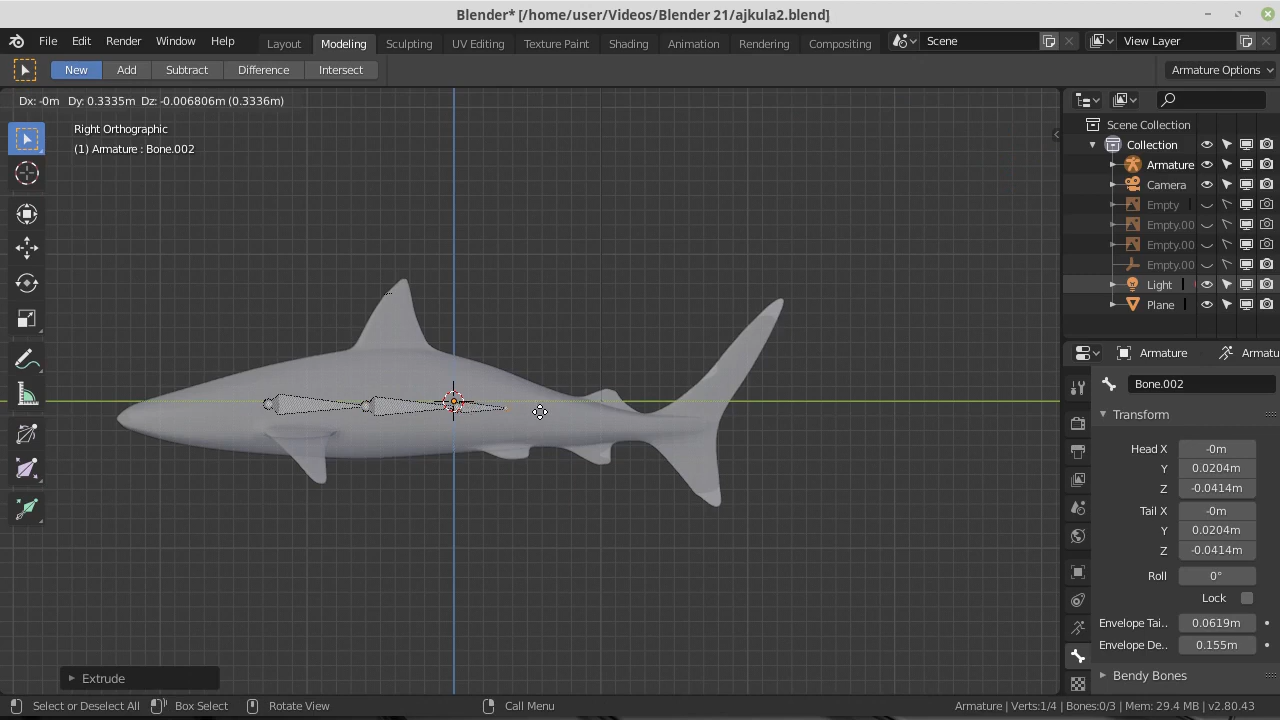 Blender* [/home/user/Videos/Blender 21/ajkula2.blend]
File Edit Render Window Help Layout Modeling Sculpting UV Editing Texture Paint Shading Animation Rendering Compositing Scene View Layer
New Add Subtract Difference Intersect Armature Options
Dx: -0m Dy: 0.3335m Dz: -0.006806m (0.3336m)
Right Orthographic
(1) Armature : Bone.002
Scene Collection
Collection
Armature
Camera
Empty
Empty.00
Empty.00
Empty.00
Light
Plane
Armature Armatu
Bone.002
Transform
Head X -0m
Y 0.0204m
Z -0.0414m
Tail X -0m
Y 0.0204m
Z -0.0414m
Roll 0°
Lock
Envelope Tai.. 0.0619m
Envelope De.. 0.155m
Bendy Bones
Extrude
Select or Deselect All Box Select Rotate View Call Menu Armature | Verts:1/4 | Bones:0/3 | Mem: 29.4 MB | v2.80.43